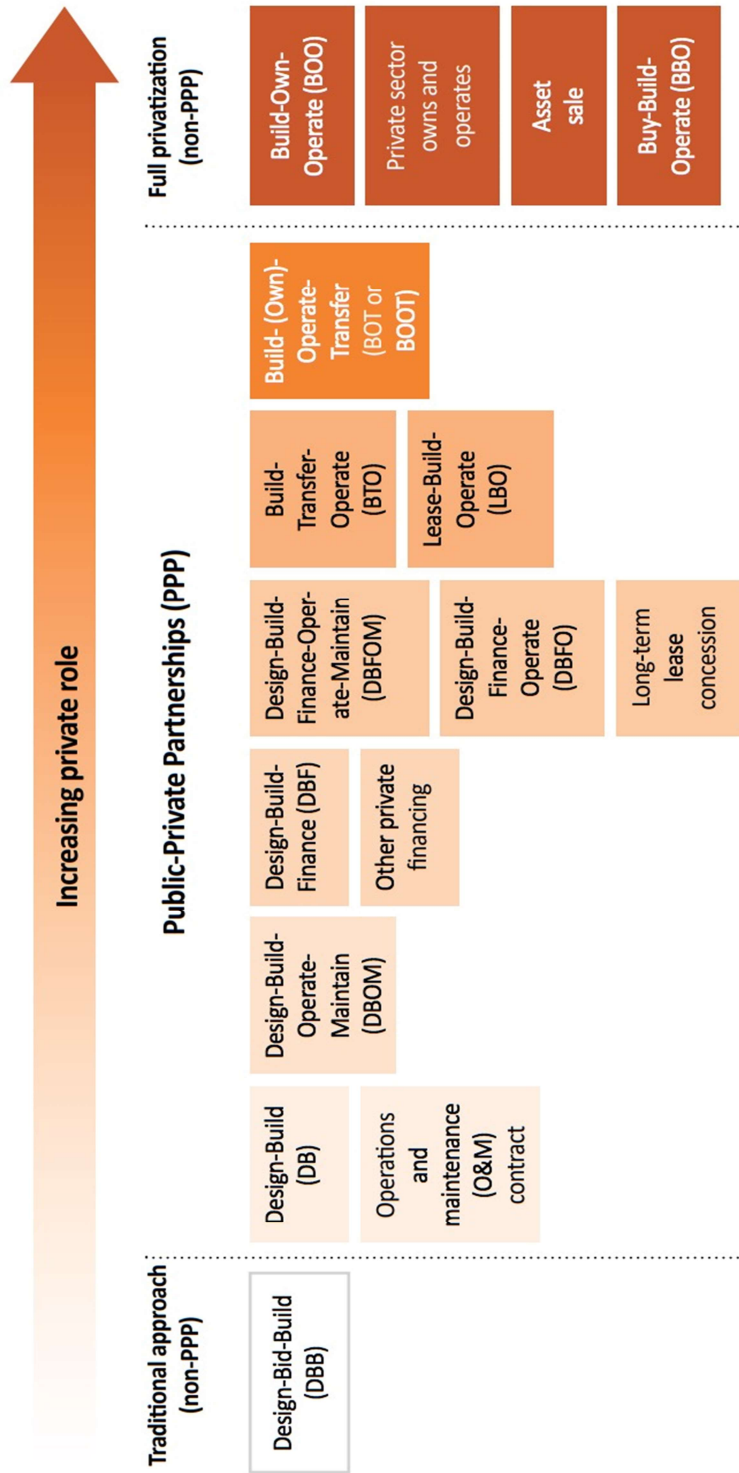 Increasing private role
Traditional approach
(non-PPP)
Public-Private Partnerships (PPP)
Full privatization
(non-PPP)
Design-Bid-Build
(DBB)
Design-Build
(DB)
Operations
and
maintenance
(O&M)
contract
Design-Build-
Operate-
Maintain
(DBOM)
Design-Build-
Finance (DBF)
Other private
financing
Design-Build-
Finance-Oper-
ate-Maintain
(DBFOM)
Design-Build-
Finance-
Operate
(DBFO)
Long-term
lease
concession
Build-
Transfer-
Operate
(BTO)
Lease-Build-
Operate
(LBO)
Build- (Own)-
Operate-
Transfer
(BOT or
BOOT)
Build-Own-
Operate (BOO)
Private sector
owns and
operates
Asset
sale
Buy-Build-
Operate (BBO)